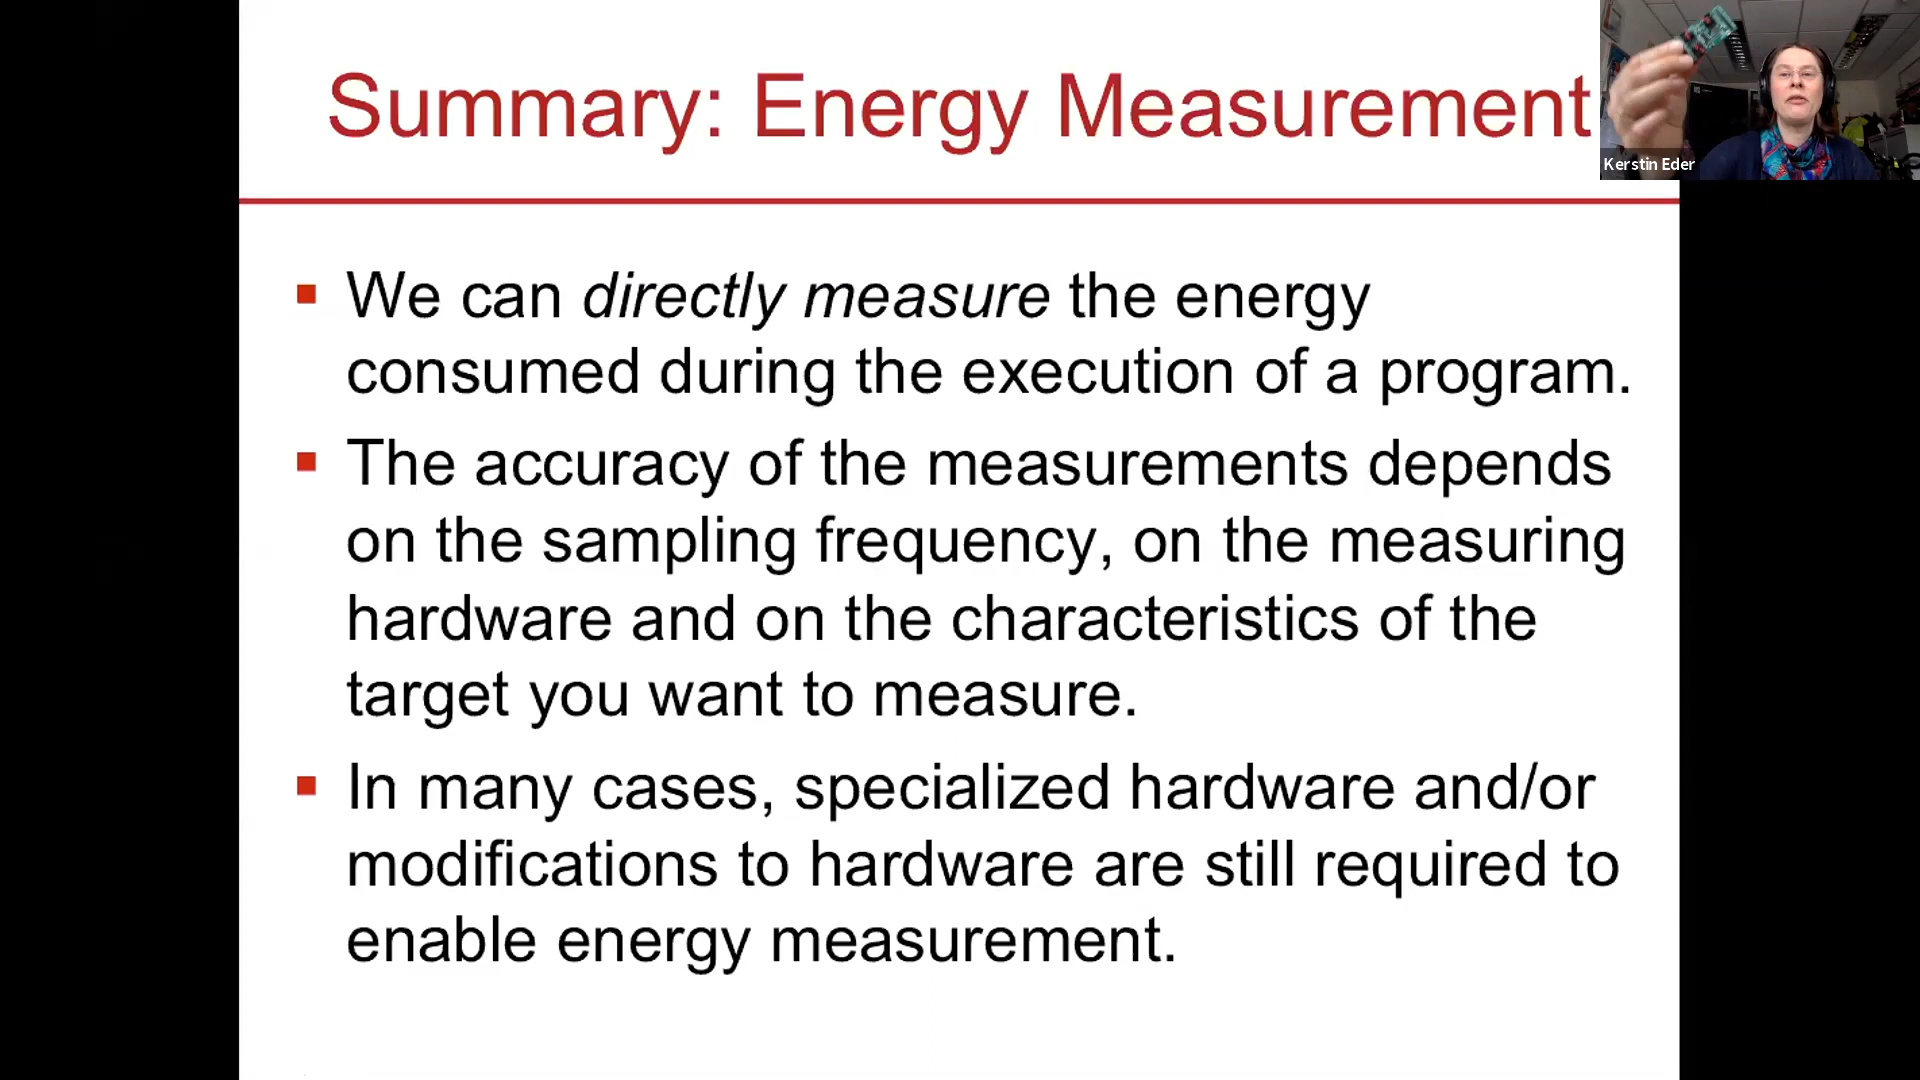 Summary: Energy Measurement
Kerstin Eder
We can directly measure the energy
consumed during the execution of a program.
The accuracy of the measurements depends
on the sampling frequency, on the measuring
hardware and on the characteristics of the
target you want to measure.
In many cases, specialized hardware and/or
modifications to hardware are still required to
enable energy measurement.